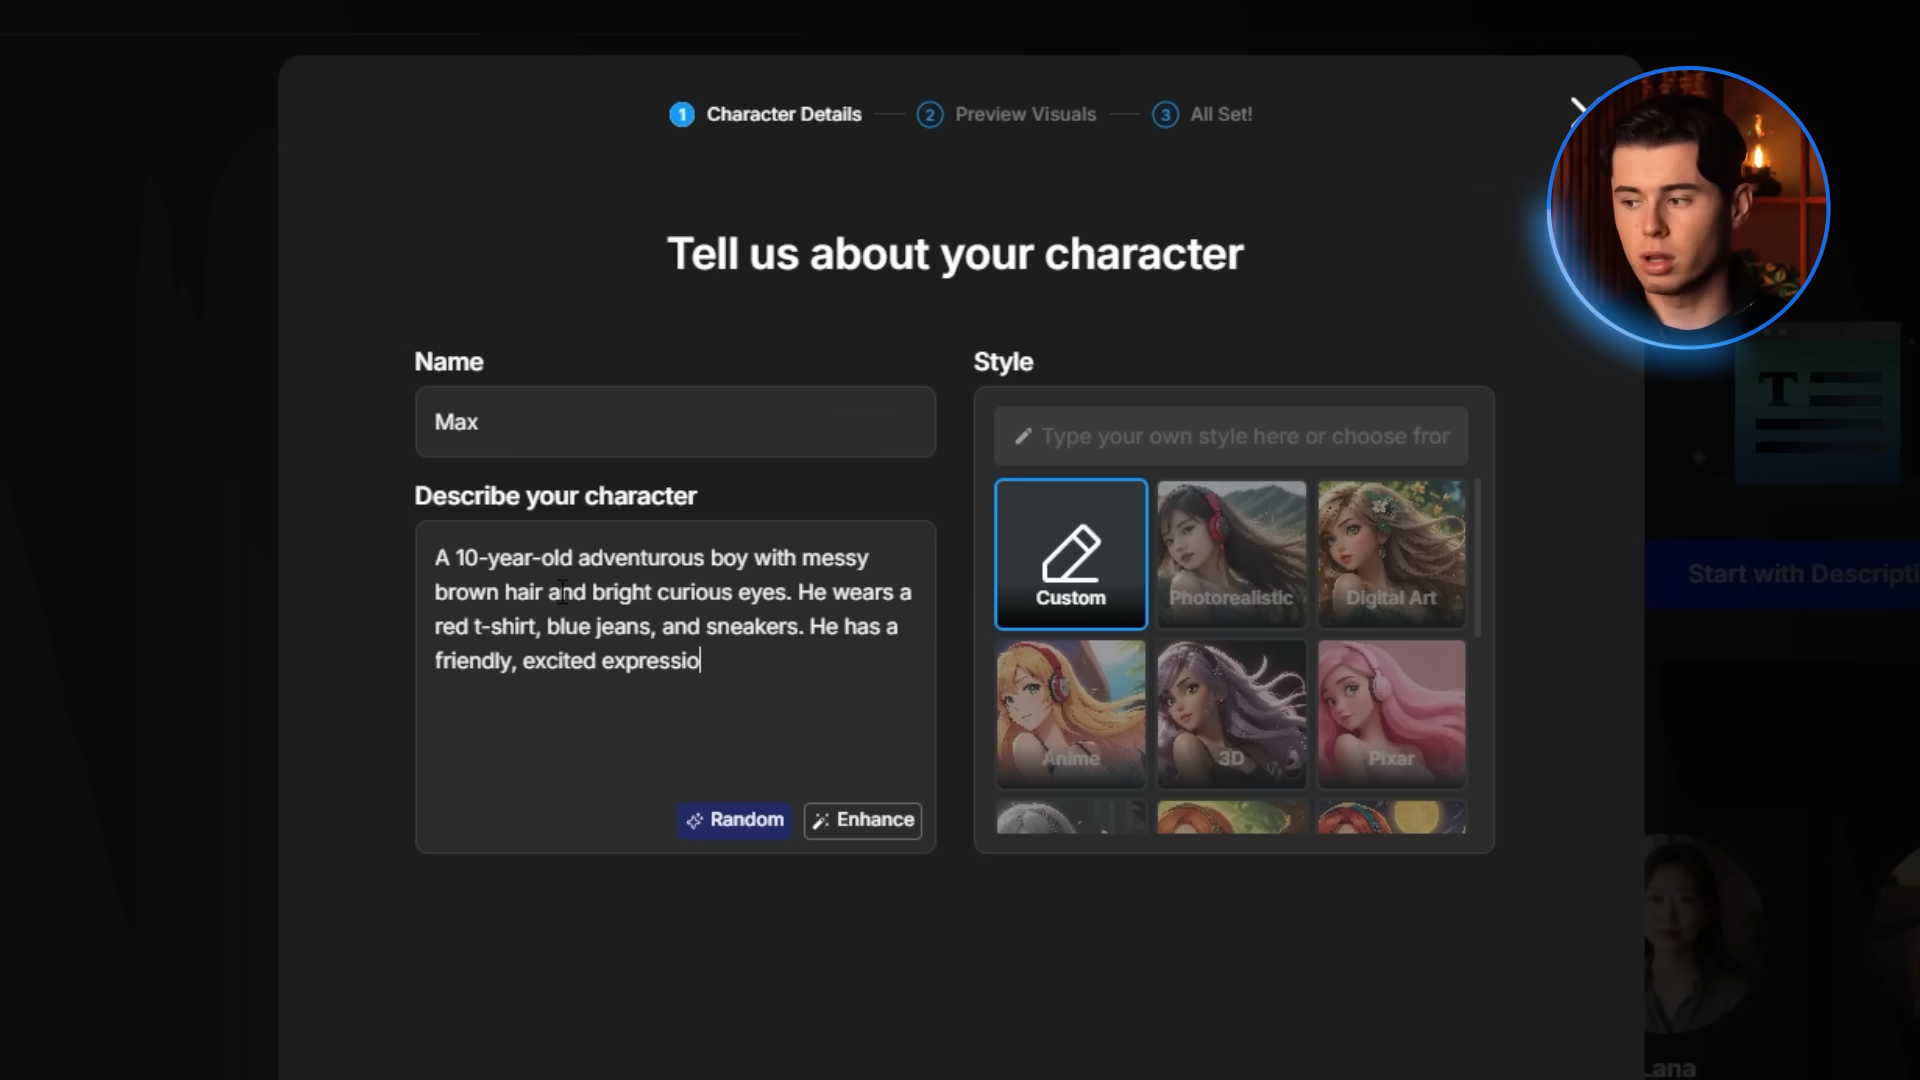 1 Character Details 2 Preview Visuals 3 All Set!
Tell us about your character
Name
Max
Describe your character
A 10-year-old adventurous boy with messy
brown hair and bright curious eyes. He wears a
red t-shirt, blue jeans, and sneakers. He has a
friendly, excited expressio
Random Enhance
Style
Type your own style here or choose fror
Custom Photorealistic Digital Art
Anime 3D Pixar
T
Start with Descripti
Lana